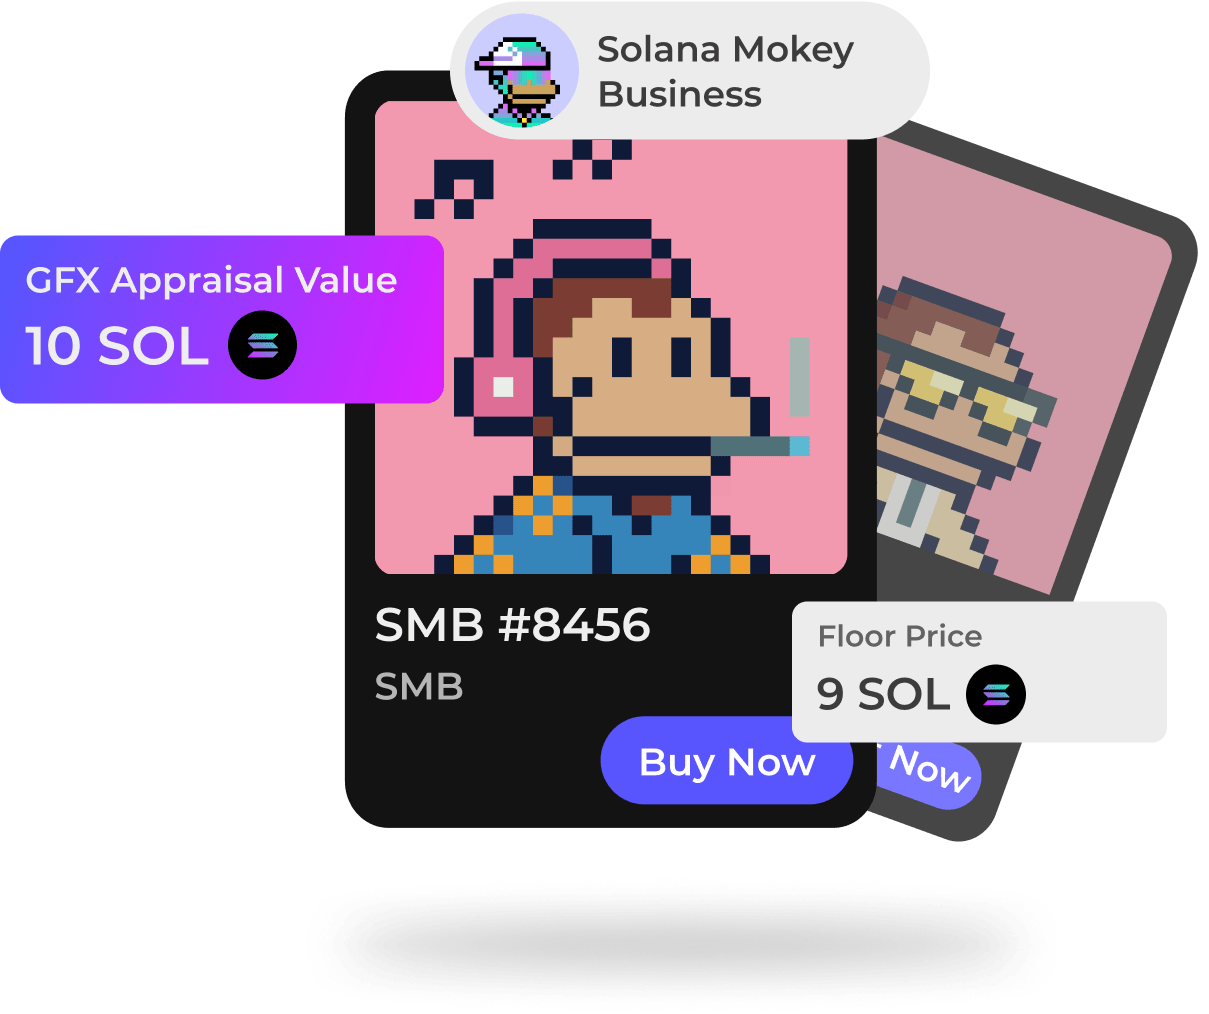 Solana Mokey
Business
GFX Appraisal Value
10 SOL
SMB #8456
SMB
Buy Now
Floor Price
9 SOL
Now